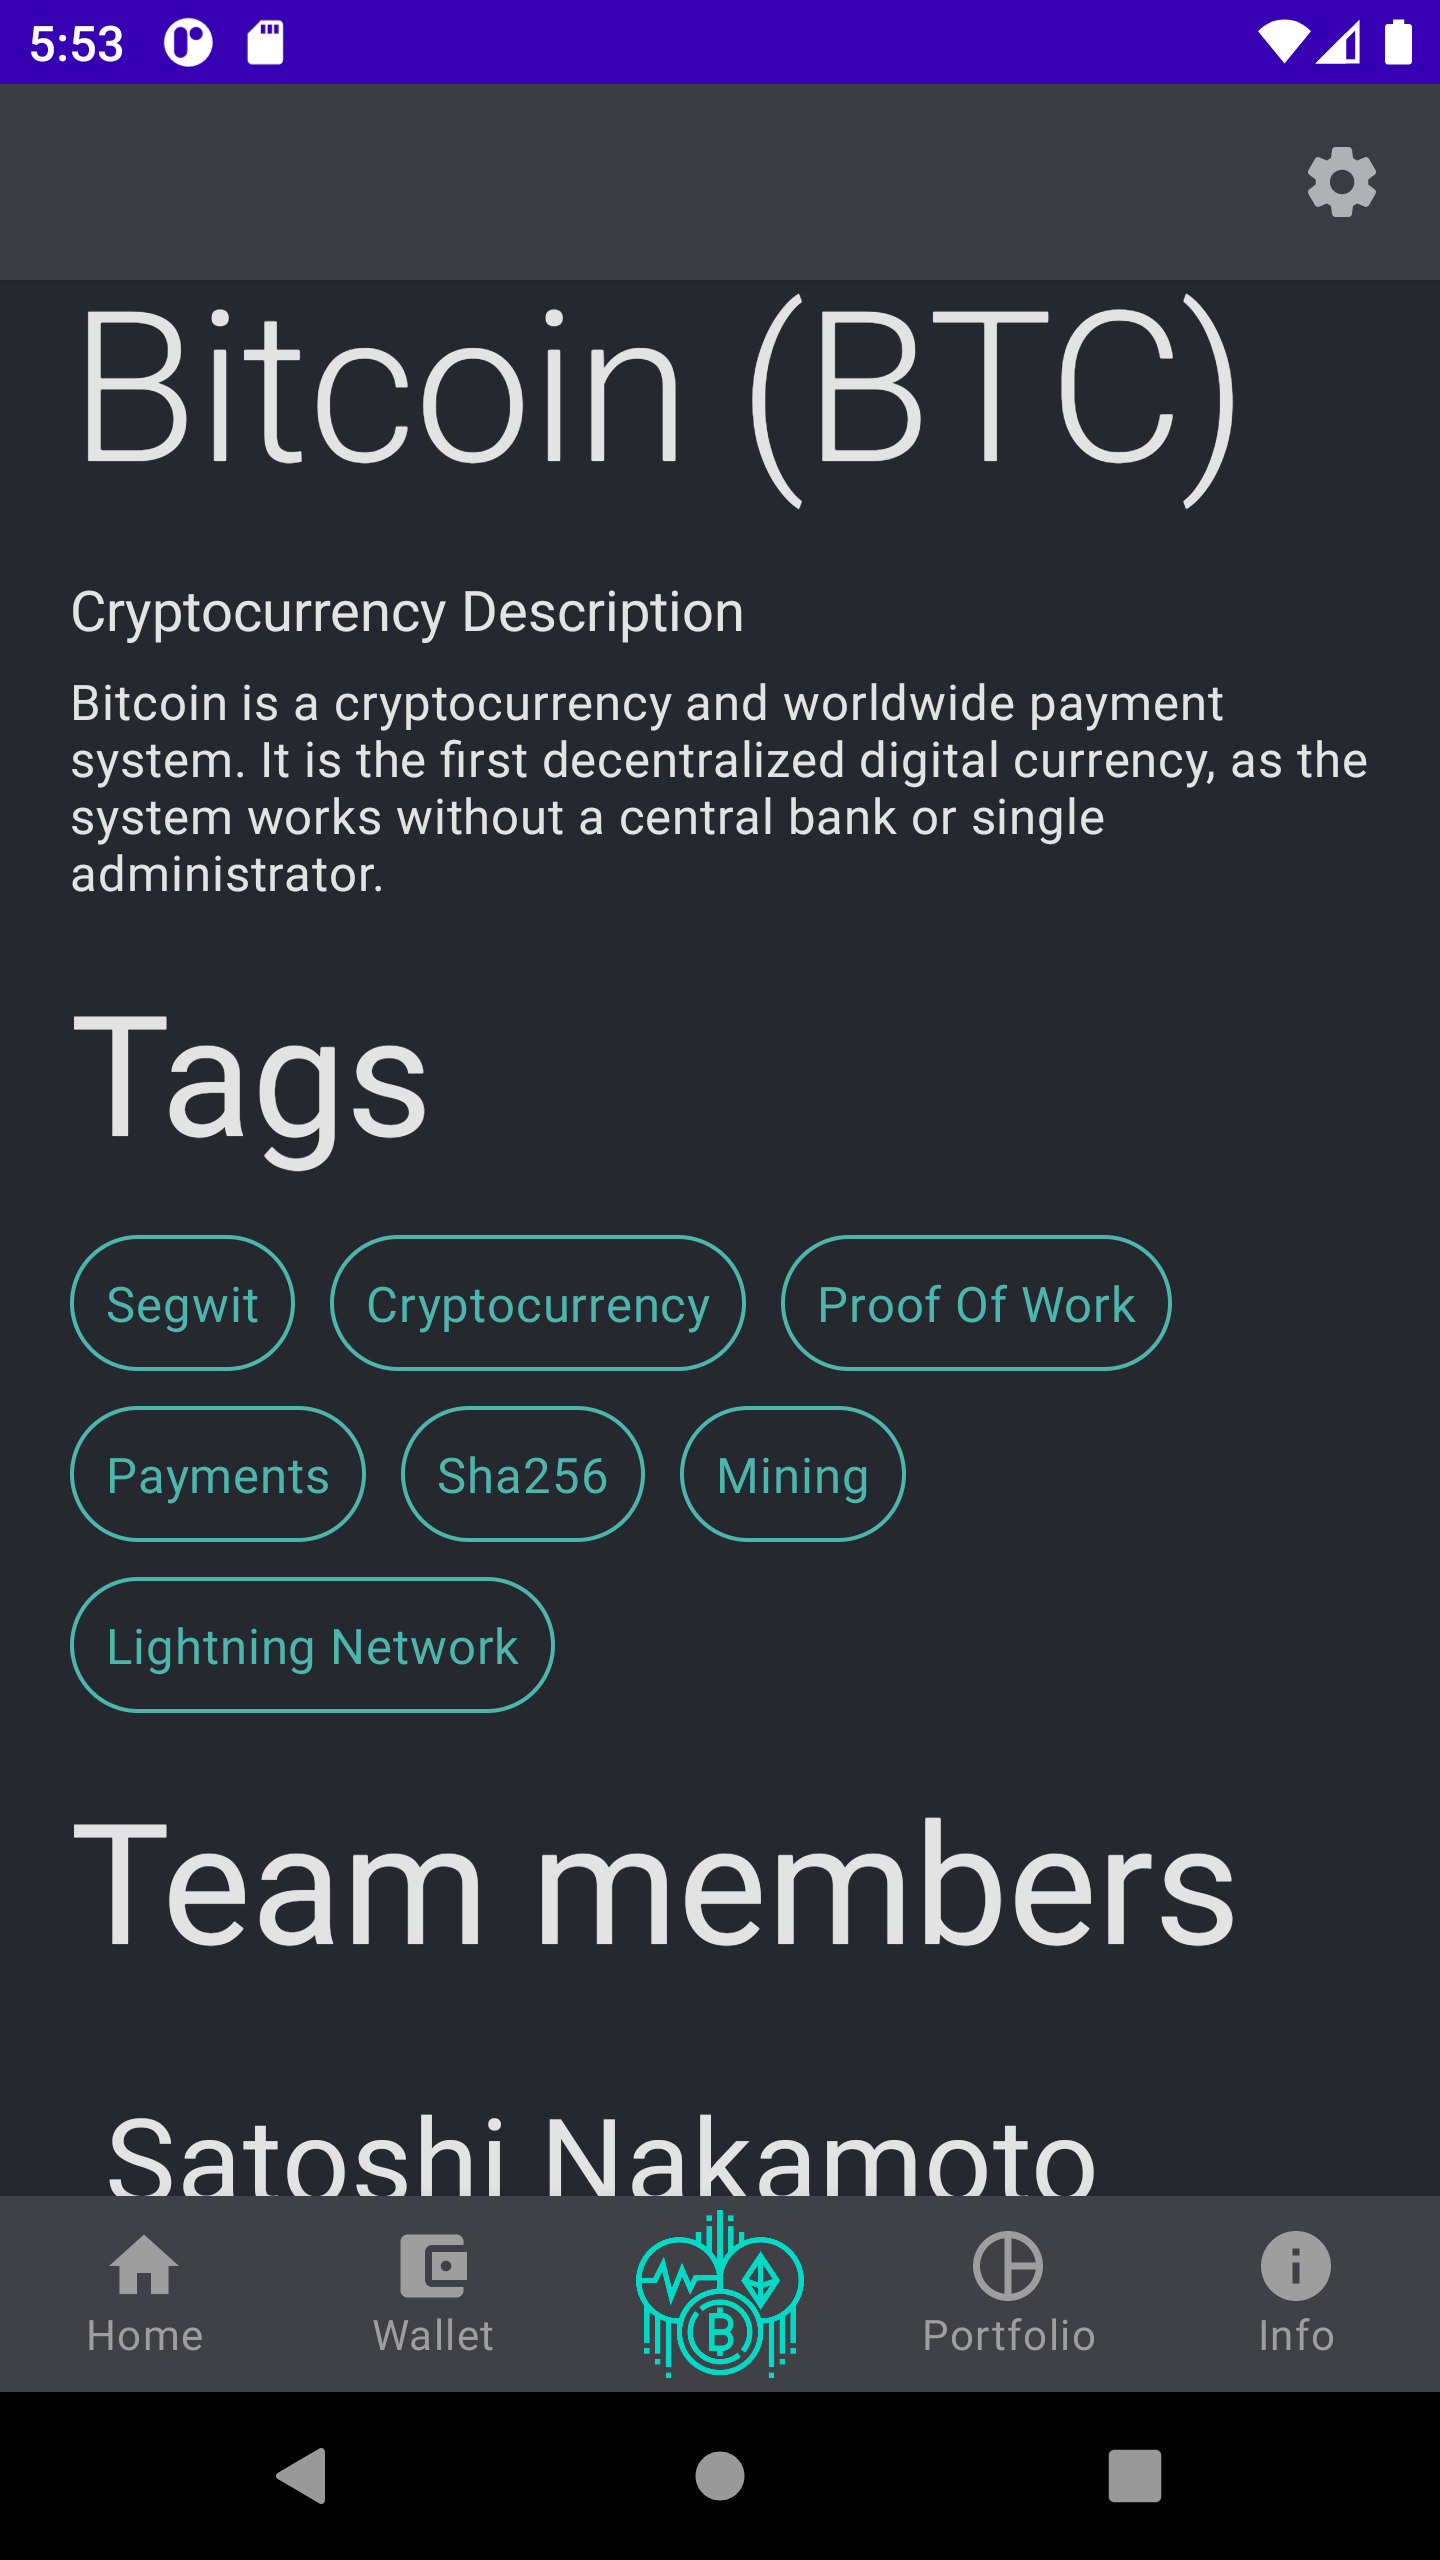 5:53
Bitcoin (BTC)
Cryptocurrency Description
Bitcoin is a cryptocurrency and worldwide payment
system. It is the first decentralized digital currency, as the
system works without a central bank or single
administrator.
Tags
Segwit Cryptocurrency Proof Of Work
Payments Sha256 Mining
Lightning Network
Team members
Satoshi Nakamoto
Home Wallet Portfolio Info